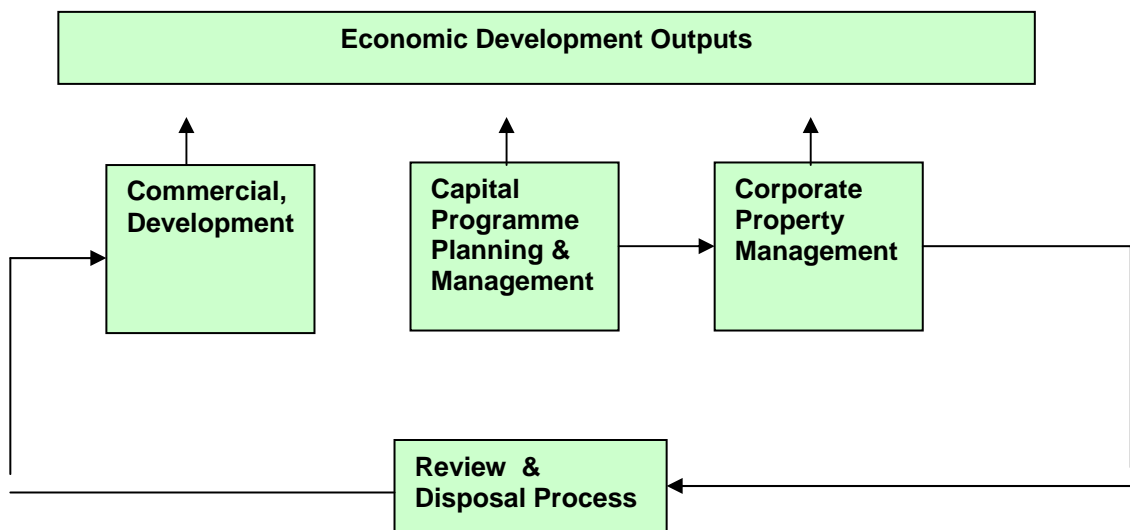 Economic Development Outputs
Commercial,
Development
Capital
Programme
Planning &
Management
Corporate
Property
Management
Review &
Disposal Process